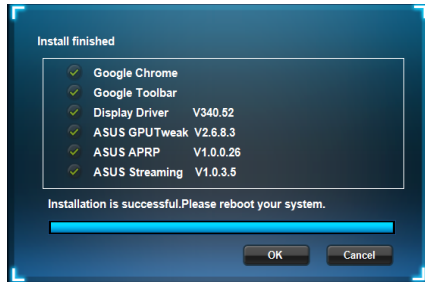 Install finished
Google Chrome
Google Toolbar
Display Driver V340.52
ASUS GPUTweak V2.6.8.3
ASUS APRP V1.0.0.26
ASUS Streaming V1.0.3.5
Installation is successful.Please reboot your system.
OK Cancel